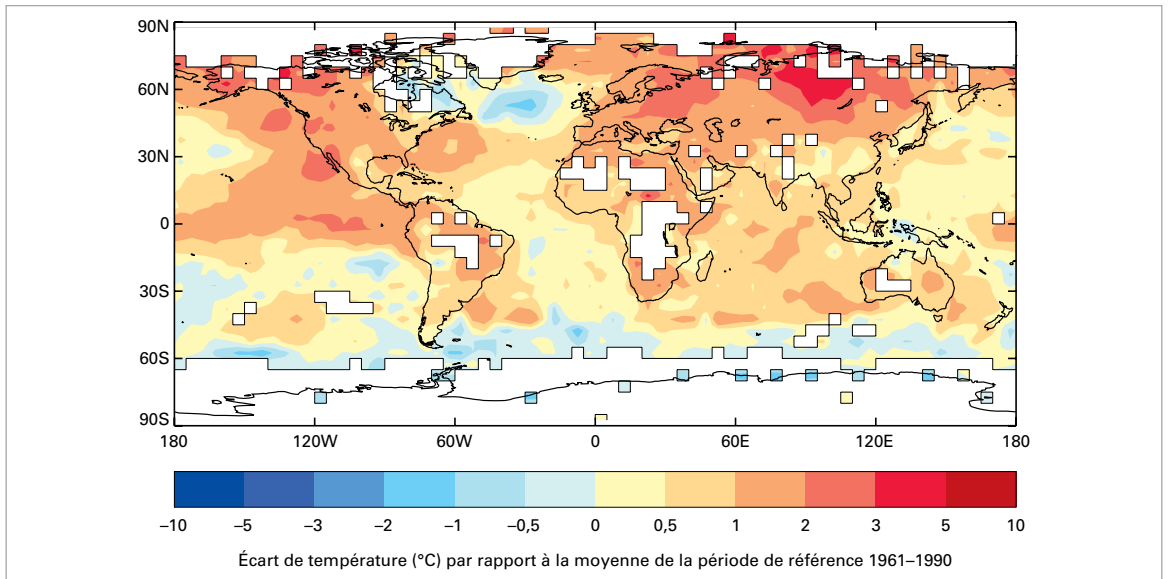 90N
60N
30N
0
30S
60S
90S
180 120W 60W 0 60E 120E 180
–10 –5 –3 –2 –1 –0,5 0 0,5 1 2 3 5 10
Écart de température (°C) par rapport à la moyenne de la période de référence 1961–1990